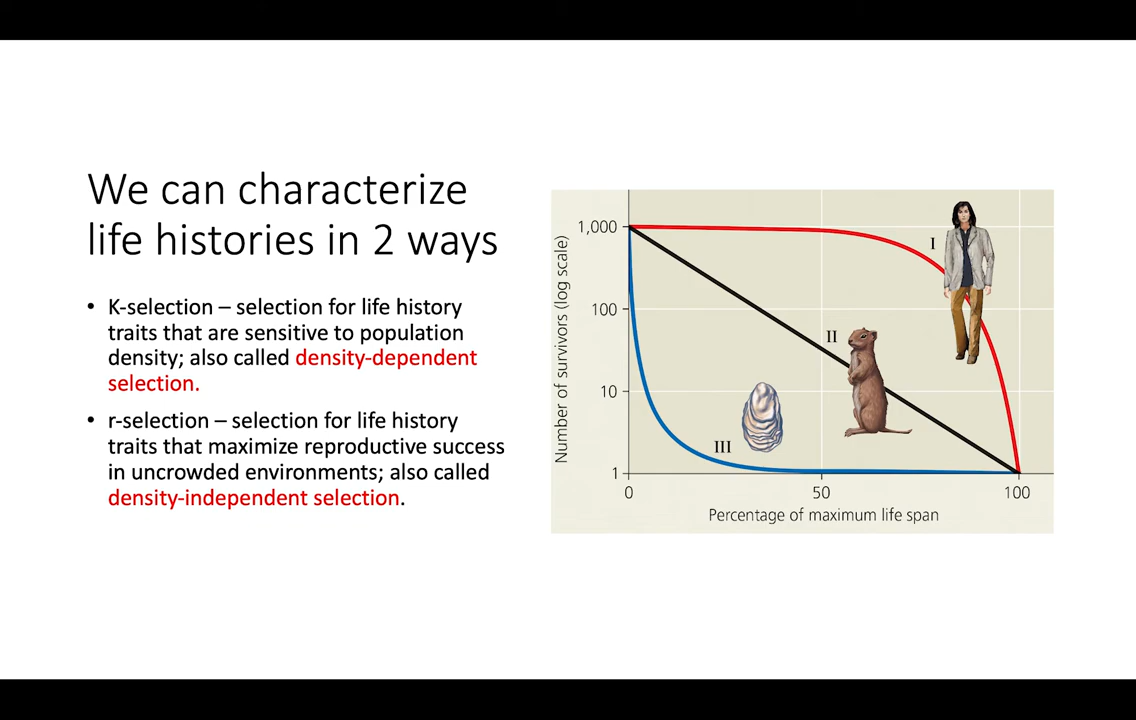 We can characterize
life histories in 2 ways
• K-selection – selection for life history
traits that are sensitive to population
density; also called density-dependent
selection.
• r-selection – selection for life history
traits that maximize reproductive success
in uncrowded environments; also called
density-independent selection.
Number of survivors (log scale)
1,000
100
10
1
I
II
III
0
50
100
Percentage of maximum life span